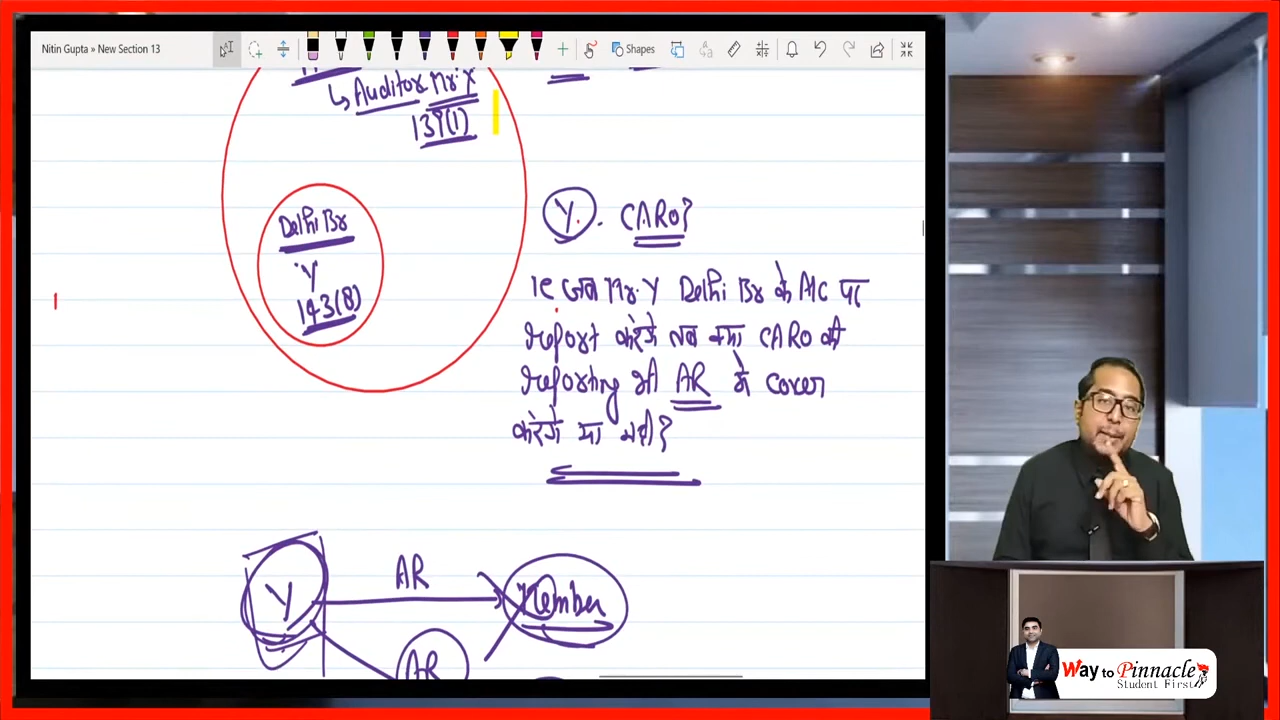 Nitin Gupta » New Section 13
Shapes
↳ Auditor Mr. X
139(1)
Delhi Br
Y
143(8)
Y. CARO?
ie जब Mr. Y Delhi Br के A/C पर
report करेंगे तब क्या CARO की
reporting भी AR में cover
करेंगे या नहीं?
Y
AR
Member
AR
Way to Pinnacle
Student First